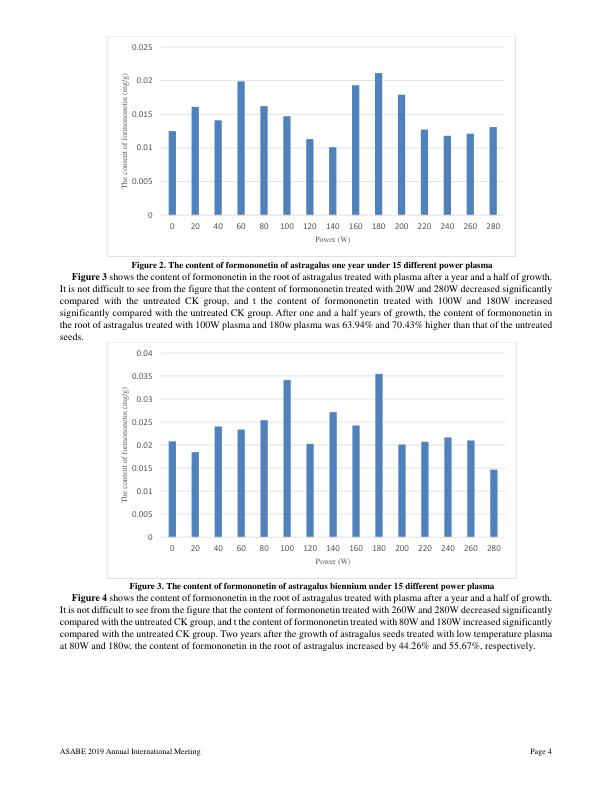 0.025
0.02
0.015
0.01
0.005
0
The content of formononetin (mg/g)
0 20 40 60 80 100 120 140 160 180 200 220 240 260 280
Power (W)
Figure 2. The content of formononetin of astragalus one year under 15 different power plasma
Figure 3 shows the content of formononetin in the root of astragalus treated with plasma after a year and a half of growth.
It is not difficult to see from the figure that the content of formononetin treated with 20W and 280W decreased significantly
compared with the untreated CK group, and t the content of formononetin treated with 100W and 180W increased
significantly compared with the untreated CK group. After one and a half years of growth, the content of formononetin in
the root of astragalus treated with 100W plasma and 180w plasma was 63.94% and 70.43% higher than that of the untreated
seeds.
0.04
0.035
0.03
0.025
0.02
0.015
0.01
0.005
0
The content of formononetin (mg/g)
0 20 40 60 80 100 120 140 160 180 200 220 240 260 280
Power (W)
Figure 3. The content of formononetin of astragalus biennium under 15 different power plasma
Figure 4 shows the content of formononetin in the root of astragalus treated with plasma after a year and a half of growth.
It is not difficult to see from the figure that the content of formononetin treated with 260W and 280W decreased significantly
compared with the untreated CK group, and t the content of formononetin treated with 80W and 180W increased significantly
compared with the untreated CK group. Two years after the growth of astragalus seeds treated with low temperature plasma
at 80W and 180w, the content of formononetin in the root of astragalus increased by 44.26% and 55.67%, respectively.
ASABE 2019 Annual International Meeting Page 4